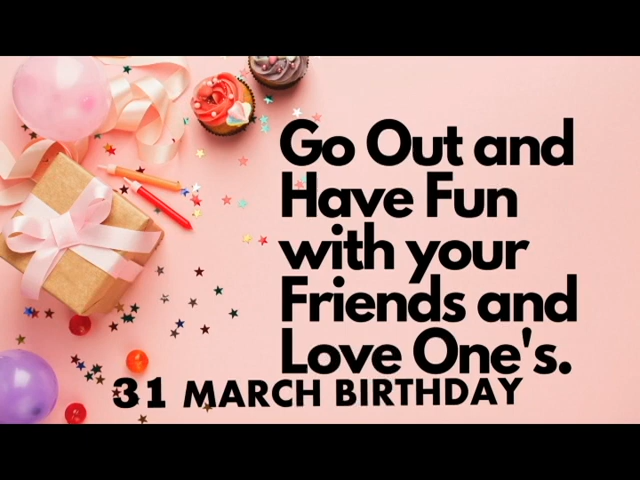 Go Out and
Have Fun
with your
Friends and
Love One's.
31 MARCH BIRTHDAY